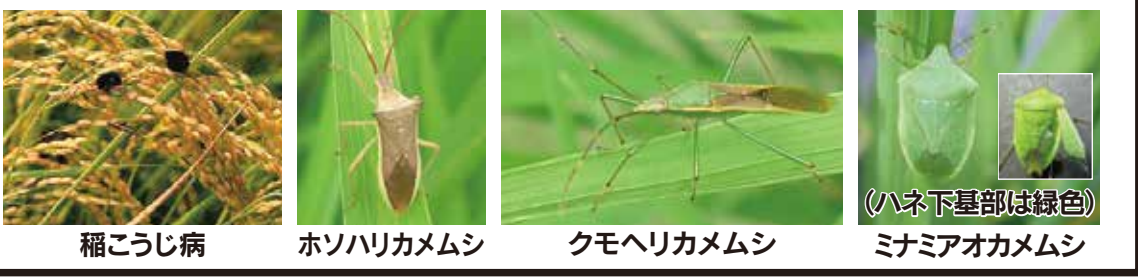 (ハネ下基部は緑色)
稲こうじ病
ホソハリカメムシ
クモヘリカメムシ
ミナミアオカメムシ